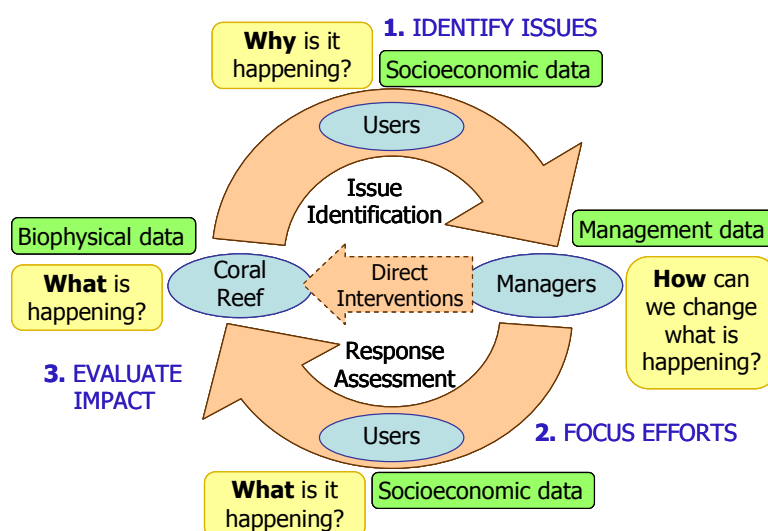 1. IDENTIFY ISSUES
Why is it
happening?
Socioeconomic data
Users
Issue
Identification
Biophysical data
Management data
What is
happening?
Coral
Reef
Direct
Interventions
Managers
How can
we change
what is
happening?
Response
Assessment
3. EVALUATE
IMPACT
Users
2. FOCUS EFFORTS
What is it
happening?
Socioeconomic data